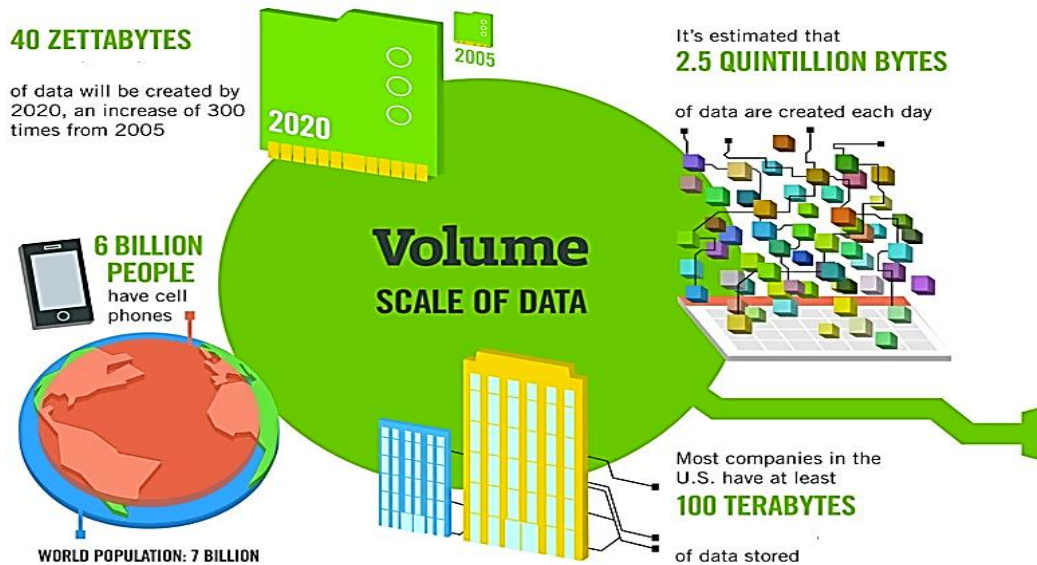 40 ZETTABYTES
of data will be created by
2020, an increase of 300
times from 2005
2020
2005
It's estimated that
2.5 QUINTILLION BYTES
of data are created each day
6 BILLION
PEOPLE
have cell
phones
WORLD POPULATION: 7 BILLION
Volume
SCALE OF DATA
Most companies in the
U.S. have at least
100 TERABYTES
of data stored